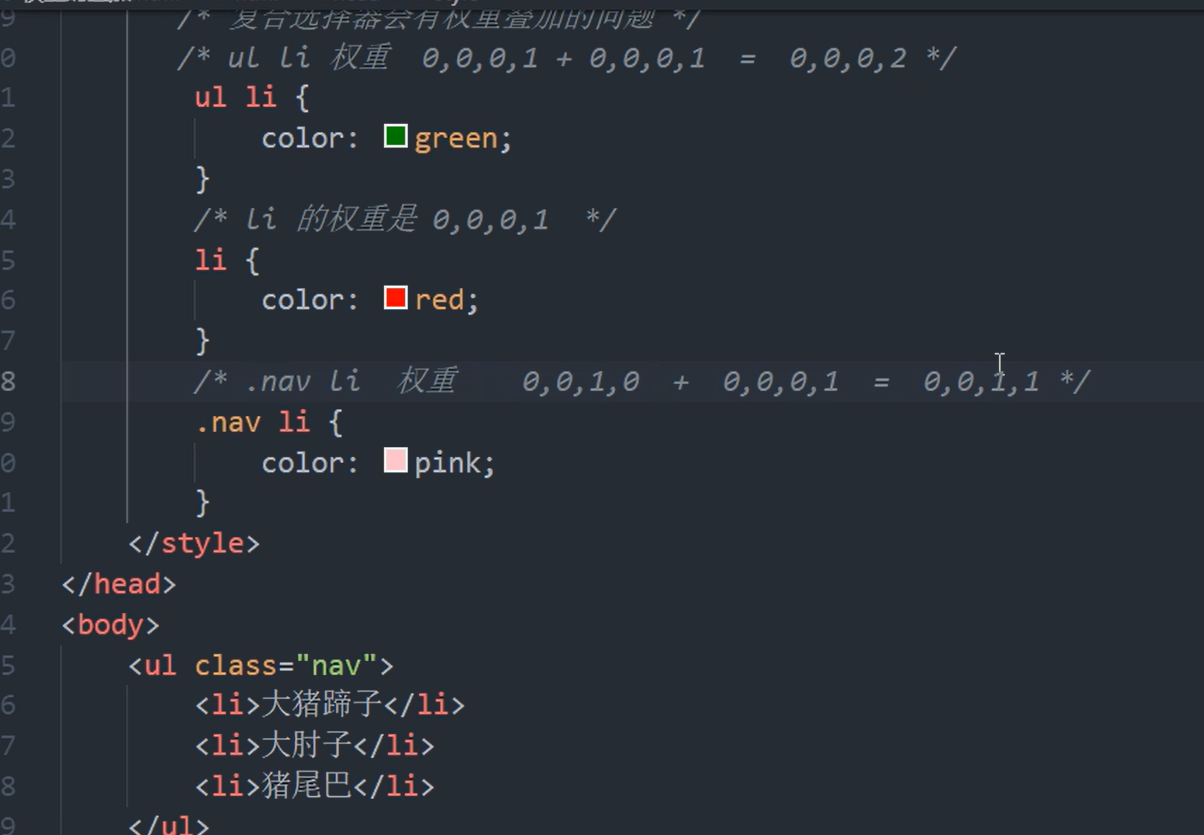 9 /* 复合选择器会有权重叠加的问题 */
0 /* ul li 权重 0,0,0,1 + 0,0,0,1 = 0,0,0,2 */
1 ul li {
2 color: green;
3 }
4 /* li 的权重是 0,0,0,1 */
5 li {
6 color: red;
7 }
8 /* .nav li 权重 0,0,1,0 + 0,0,0,1 = 0,0,1,1 */
9 .nav li {
0 color: pink;
1 }
2 </style>
3 </head>
4 <body>
5 <ul class="nav">
6 <li>大猪蹄子</li>
7 <li>大肘子</li>
8 <li>猪尾巴</li>
9 </ul>